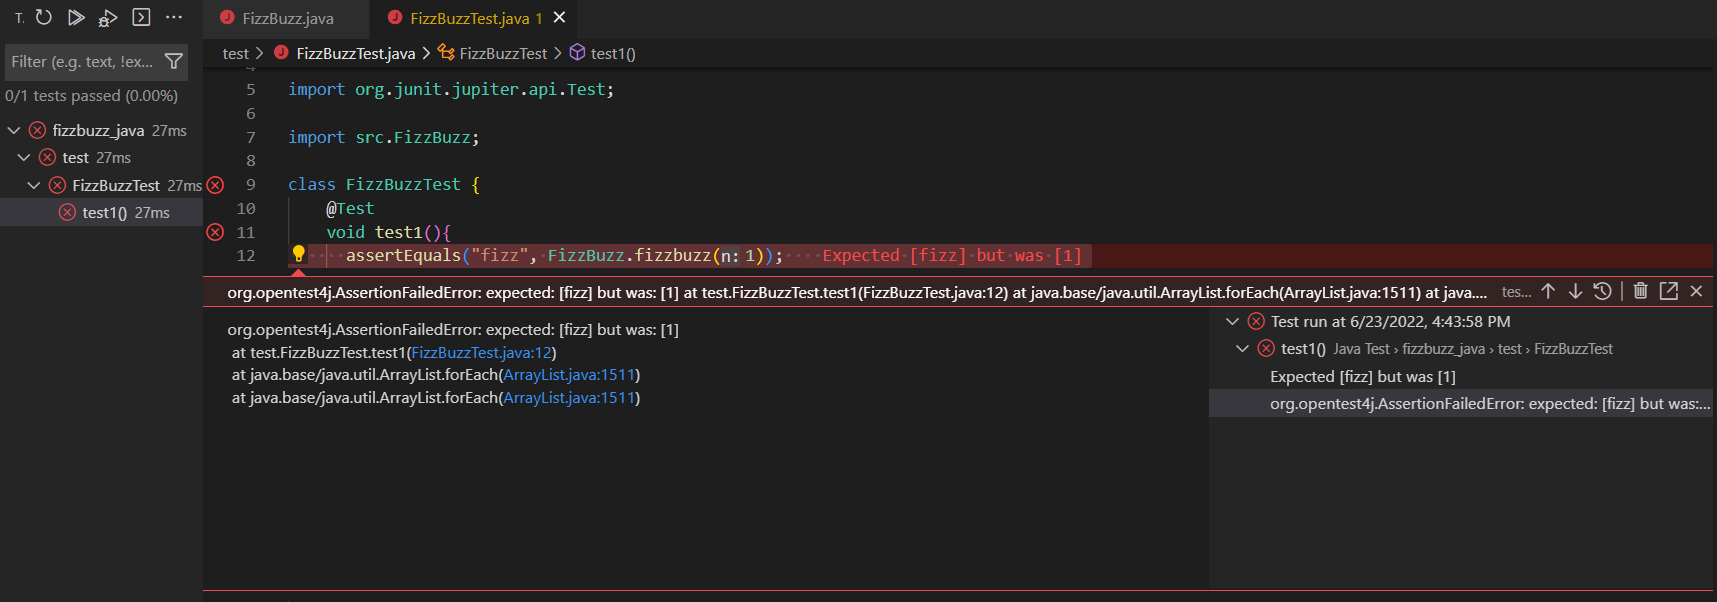 T.
FizzBuzz.java
FizzBuzzTest.java 1
Filter (e.g. text, !ex...
0/1 tests passed (0.00%)
fizzbuzz_java 27ms
test 27ms
FizzBuzzTest 27ms
test1() 27ms
test > FizzBuzzTest.java > FizzBuzzTest > test1()
4
5 import org.junit.jupiter.api.Test;
6
7 import src.FizzBuzz;
8
9 class FizzBuzzTest {
10 @Test
11 void test1(){
12 ····assertEquals("fizz",·FizzBuzz.fizzbuzz(n:1));····Expected·[fizz]·but·was·[1]
org.opentest4j.AssertionFailedError: expected: [fizz] but was: [1] at test.FizzBuzzTest.test1(FizzBuzzTest.java:12) at java.base/java.util.ArrayList.forEach(ArrayList.java:1511) at java.... tes...
org.opentest4j.AssertionFailedError: expected: [fizz] but was: [1]
at test.FizzBuzzTest.test1(FizzBuzzTest.java:12)
at java.base/java.util.ArrayList.forEach(ArrayList.java:1511)
at java.base/java.util.ArrayList.forEach(ArrayList.java:1511)
Test run at 6/23/2022, 4:43:58 PM
test1() Java Test › fizzbuzz_java › test › FizzBuzzTest
Expected [fizz] but was [1]
org.opentest4j.AssertionFailedError: expected: [fizz] but was:...